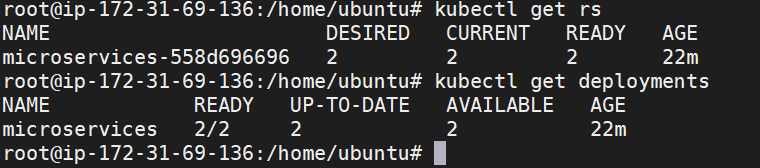 root@ip-172-31-69-136:/home/ubuntu# kubectl get rs
NAME DESIRED CURRENT READY AGE
microservices-558d696696 2 2 2 22m
root@ip-172-31-69-136:/home/ubuntu# kubectl get deployments
NAME READY UP-TO-DATE AVAILABLE AGE
microservices 2/2 2 2 22m
root@ip-172-31-69-136:/home/ubuntu#